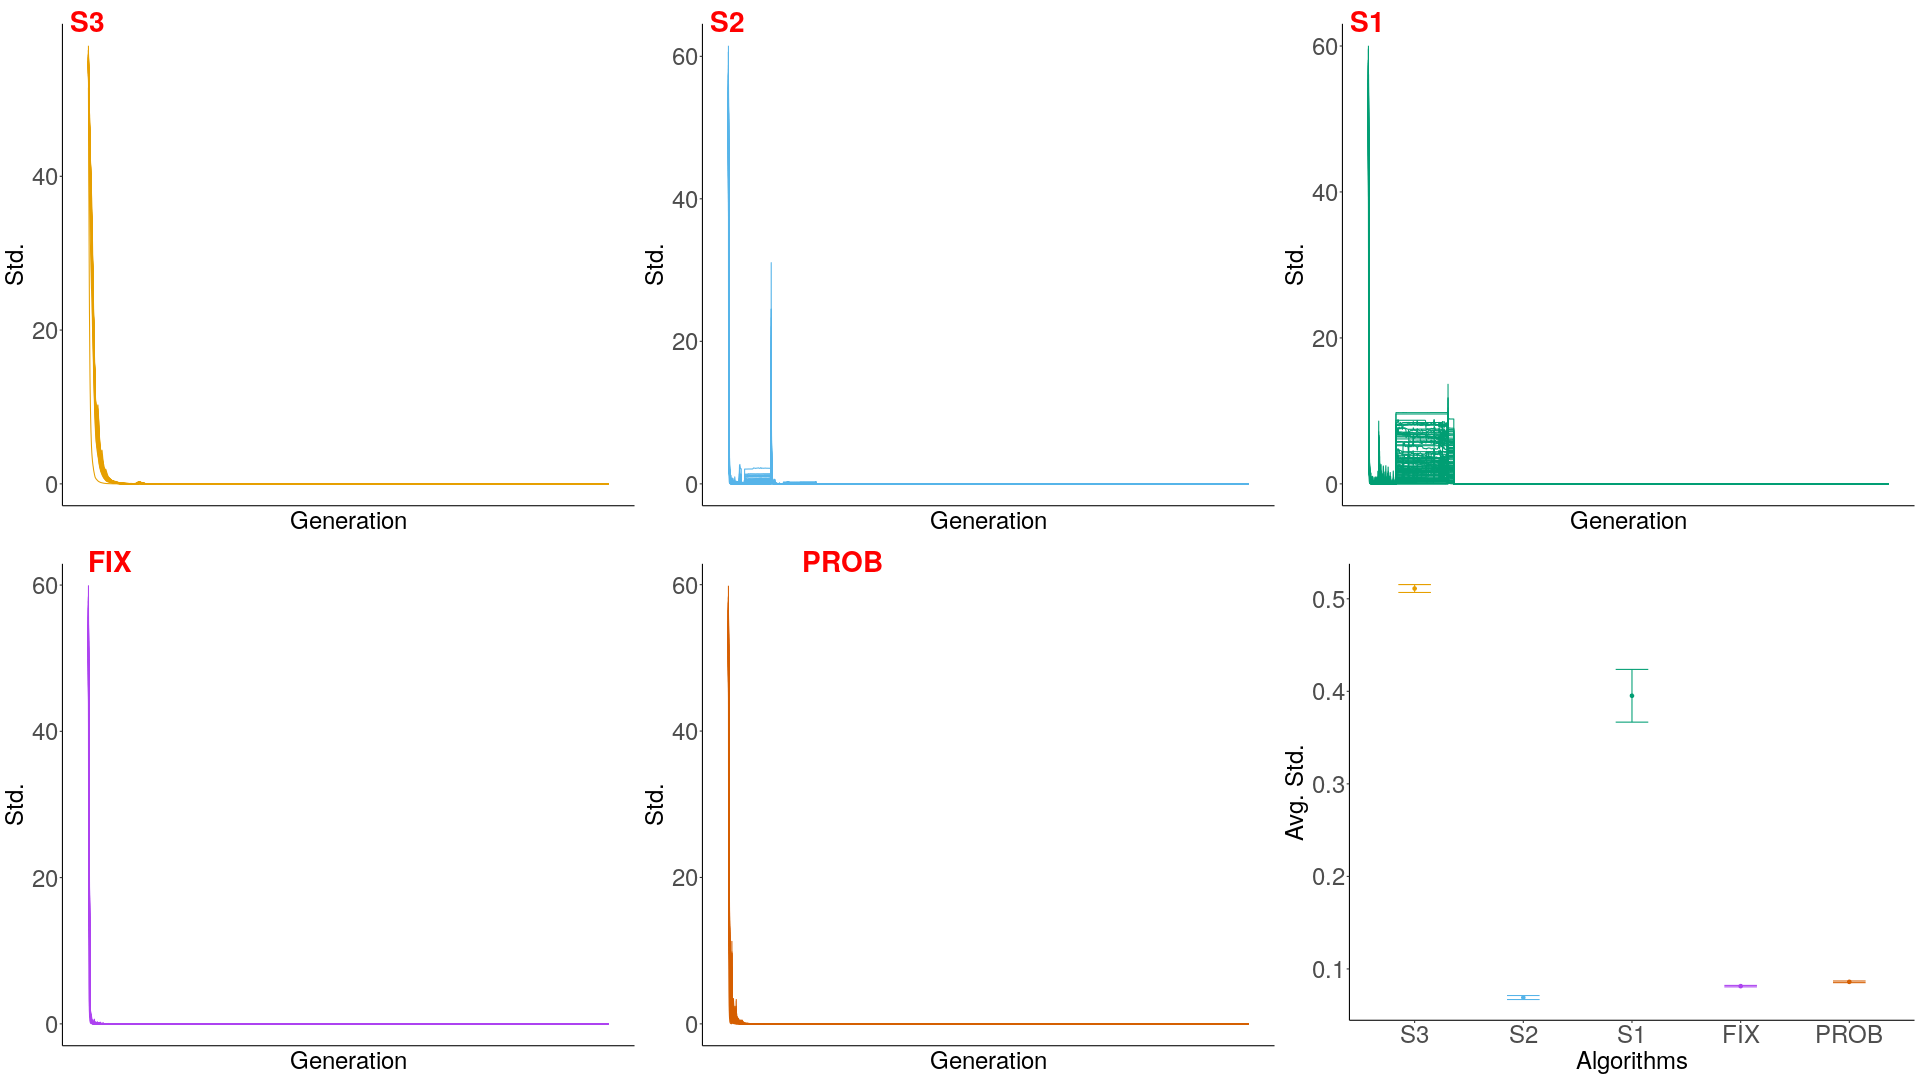 S3
Std.
40
20
0
Generation
S2
Std.
60
40
20
0
Generation
S1
Std.
60
40
20
0
Generation
FIX
Std.
60
40
20
0
Generation
PROB
Std.
60
40
20
0
Generation
Avg. Std.
0.5
0.4
0.3
0.2
0.1
S3 S2 S1 FIX PROB
Algorithms